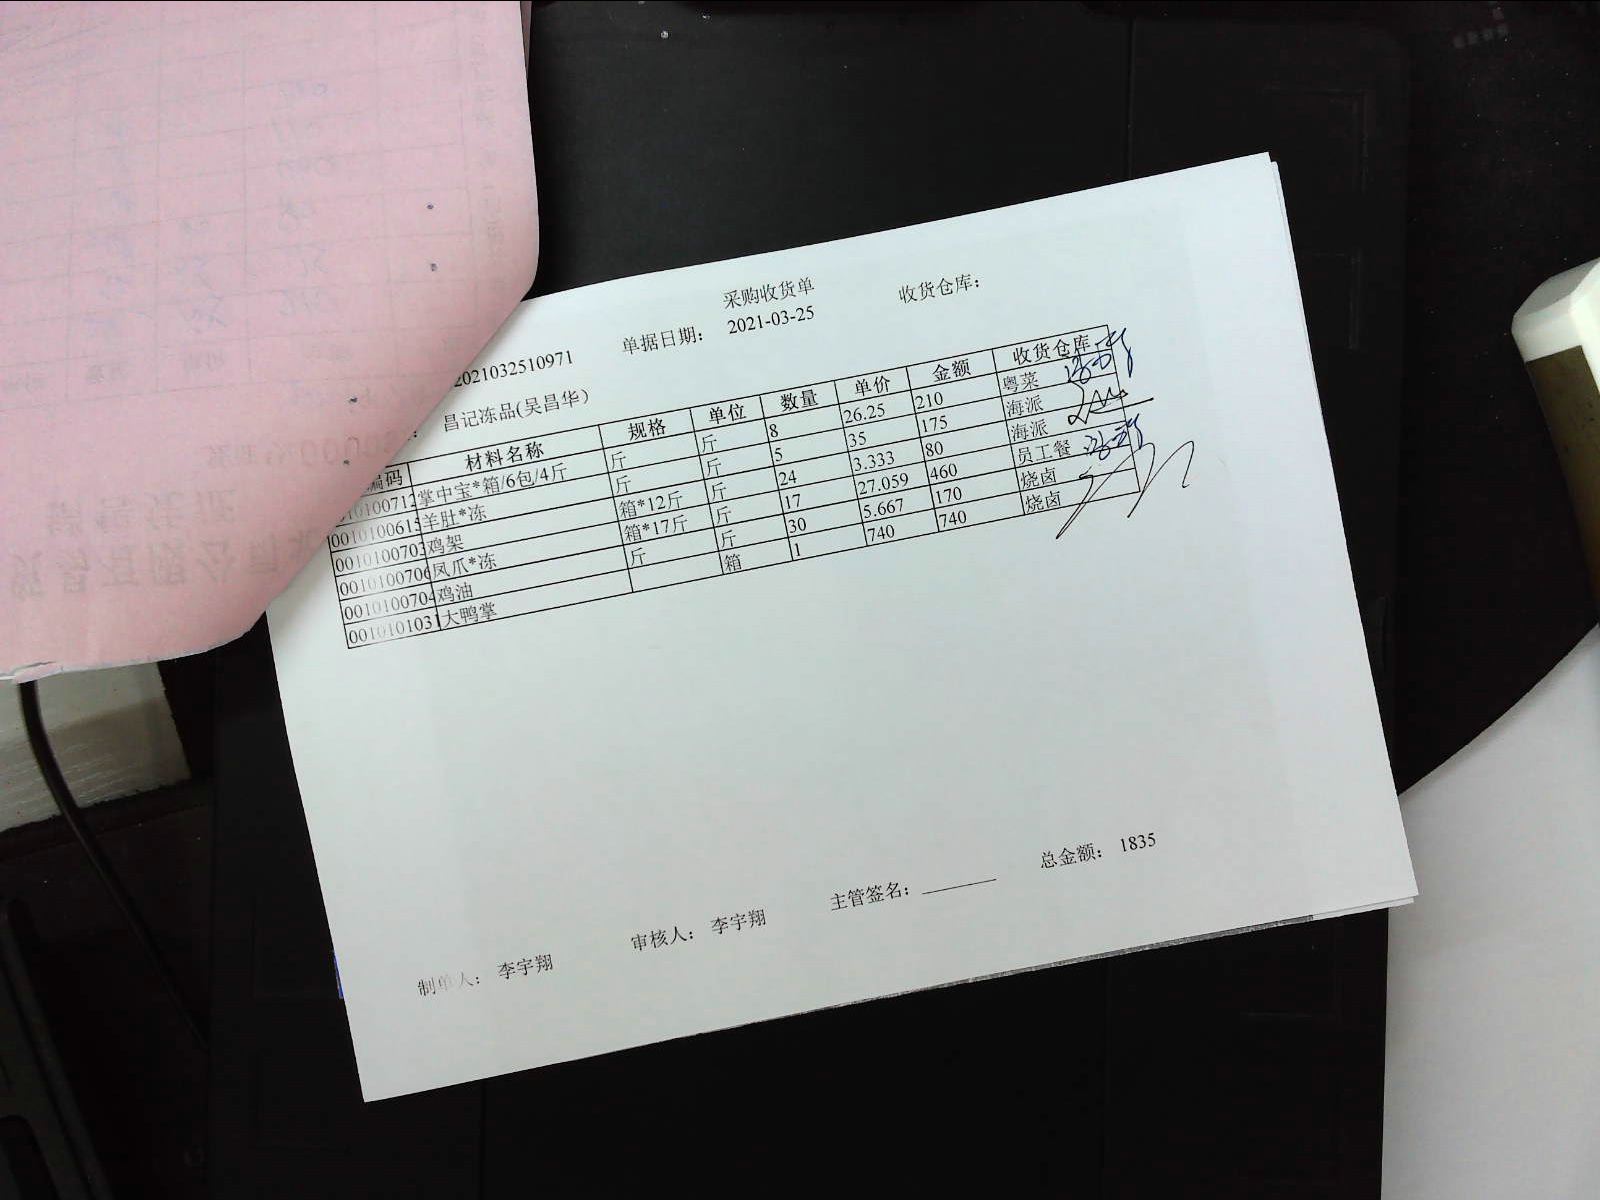 采购收货单
收货仓库：
单据日期： 2021-03-25
2021032510971
昌记冻品(吴昌华)
编码 材料名称 规格 单位 数量 单价 金额 收货仓库
0010100712 掌中宝*箱/6包/4斤 斤 斤 8 26.25 210 粤菜
0010100615 羊肚*冻 斤 斤 5 35 175 海派
0010100703 鸡架 箱*12斤 斤 24 3.333 80 海派
0010100706 凤爪*冻 箱*17斤 斤 17 27.059 460 员工餐
0010100704 鸡油 斤 斤 30 5.667 170 烧卤
0010101031 大鸭掌 箱 1 740 740 烧卤
总金额： 1835
制单人： 李宇翔 审核人： 李宇翔 主管签名：